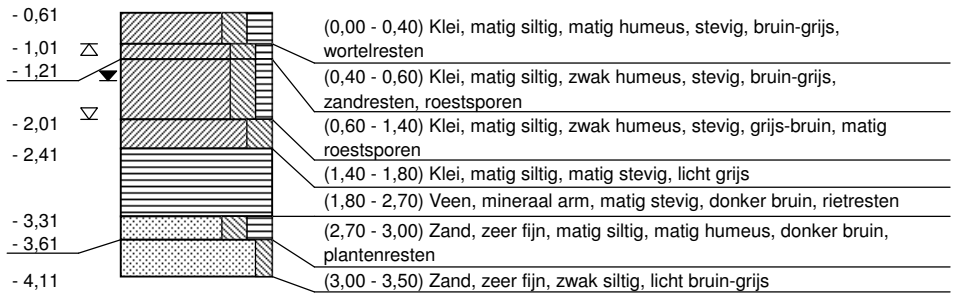 - 0,61
- 1,01
- 1,21
- 2,01
- 2,41
- 3,31
- 3,61
- 4,11
(0,00 - 0,40) Klei, matig siltig, matig humeus, stevig, bruin-grijs,
wortelresten
(0,40 - 0,60) Klei, matig siltig, zwak humeus, stevig, bruin-grijs,
zandresten, roestsporen
(0,60 - 1,40) Klei, matig siltig, zwak humeus, stevig, grijs-bruin, matig
roestsporen
(1,40 - 1,80) Klei, matig siltig, matig stevig, licht grijs
(1,80 - 2,70) Veen, mineraal arm, matig stevig, donker bruin, rietresten
(2,70 - 3,00) Zand, zeer fijn, matig siltig, matig humeus, donker bruin,
plantenresten
(3,00 - 3,50) Zand, zeer fijn, zwak siltig, licht bruin-grijs